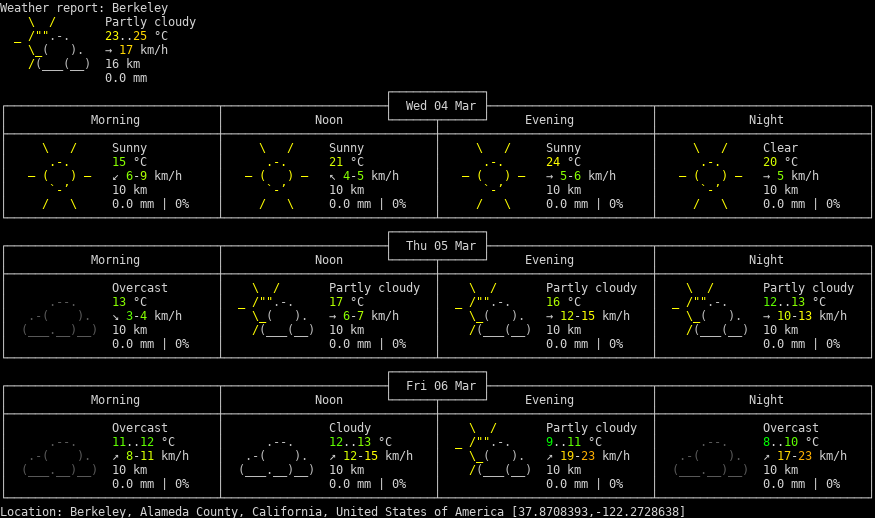 Weather report: Berkeley
Partly cloudy
23..25 °C
→ 17 km/h
16 km
0.0 mm
Wed 04 Mar
Morning Noon Evening Night
Sunny Sunny Sunny Clear
15 °C 21 °C 24 °C 20 °C
↙ 6-9 km/h ↖ 4-5 km/h → 5-6 km/h → 5 km/h
10 km 10 km 10 km 10 km
0.0 mm | 0% 0.0 mm | 0% 0.0 mm | 0% 0.0 mm | 0%
Thu 05 Mar
Morning Noon Evening Night
Overcast Partly cloudy Partly cloudy Partly cloudy
13 °C 17 °C 16 °C 12..13 °C
↘ 3-4 km/h → 6-7 km/h → 12-15 km/h → 10-13 km/h
10 km 10 km 10 km 10 km
0.0 mm | 0% 0.0 mm | 0% 0.0 mm | 0% 0.0 mm | 0%
Fri 06 Mar
Morning Noon Evening Night
Overcast Cloudy Partly cloudy Overcast
11..12 °C 12..13 °C 9..11 °C 8..10 °C
↗ 8-11 km/h ↗ 12-15 km/h ↗ 19-23 km/h ↗ 17-23 km/h
10 km 10 km 10 km 10 km
0.0 mm | 0% 0.0 mm | 0% 0.0 mm | 0% 0.0 mm | 0%
Location: Berkeley, Alameda County, California, United States of America [37.8708393,-122.2728638]